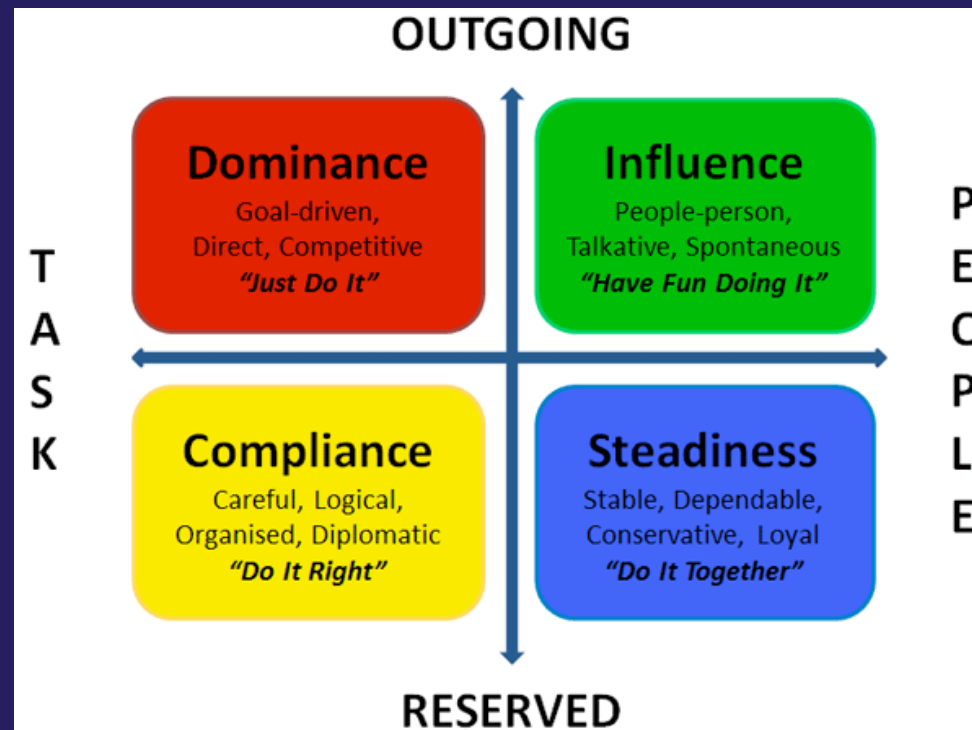 OUTGOING
Dominance
Goal-driven,
Direct, Competitive
“Just Do It”
Influence
People-person,
Talkative, Spontaneous
“Have Fun Doing It”
T
A
S
K
P
E
O
P
L
E
Compliance
Careful, Logical,
Organised, Diplomatic
“Do It Right”
Steadiness
Stable, Dependable,
Conservative, Loyal
“Do It Together”
RESERVED